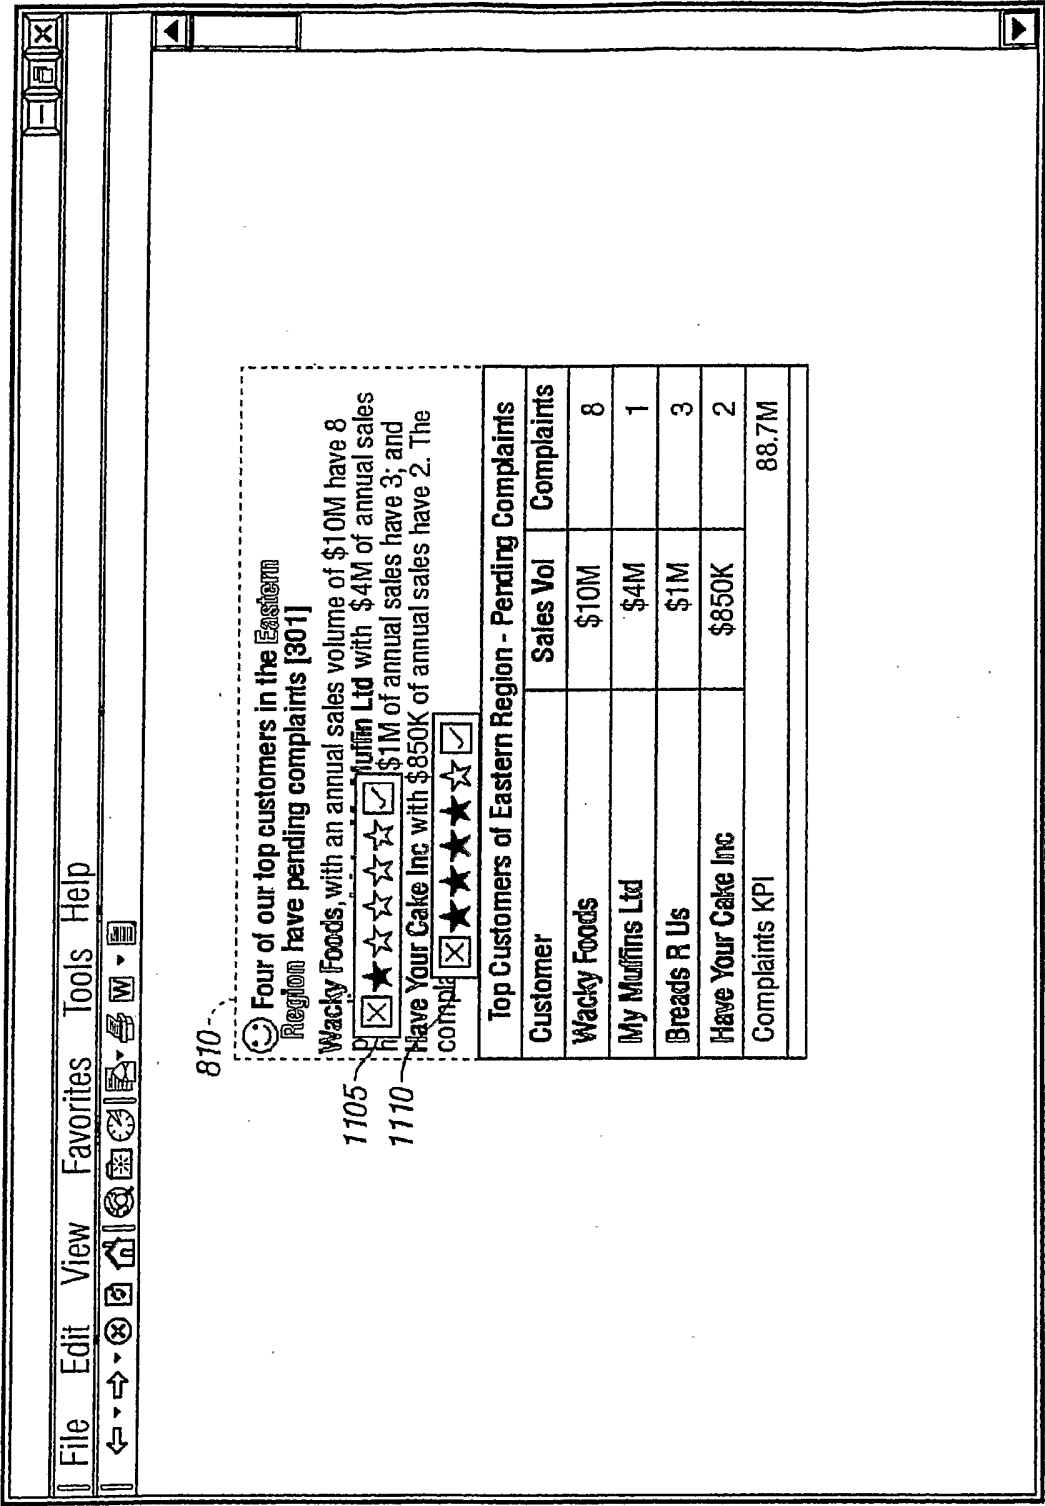 File Edit View Favorites Tools Help
W
810
Four of our top customers in the Eastern
Region have pending complaints [301]
Wacky Foods, with an annual sales volume of $10M have 8
Muffin Ltd with $4M of annual sales
$1M of annual sales have 3; and
Have Your Cake Inc with $850K of annual sales have 2. The
compla
1105
1110
Top Customers of Eastern Region - Pending Complaints
Customer Sales Vol Complaints
Wacky Foods $10M 8
My Muffins Ltd $4M 1
Breads R Us $1M 3
Have Your Cake Inc $850K 2
Complaints KPI 88.7M